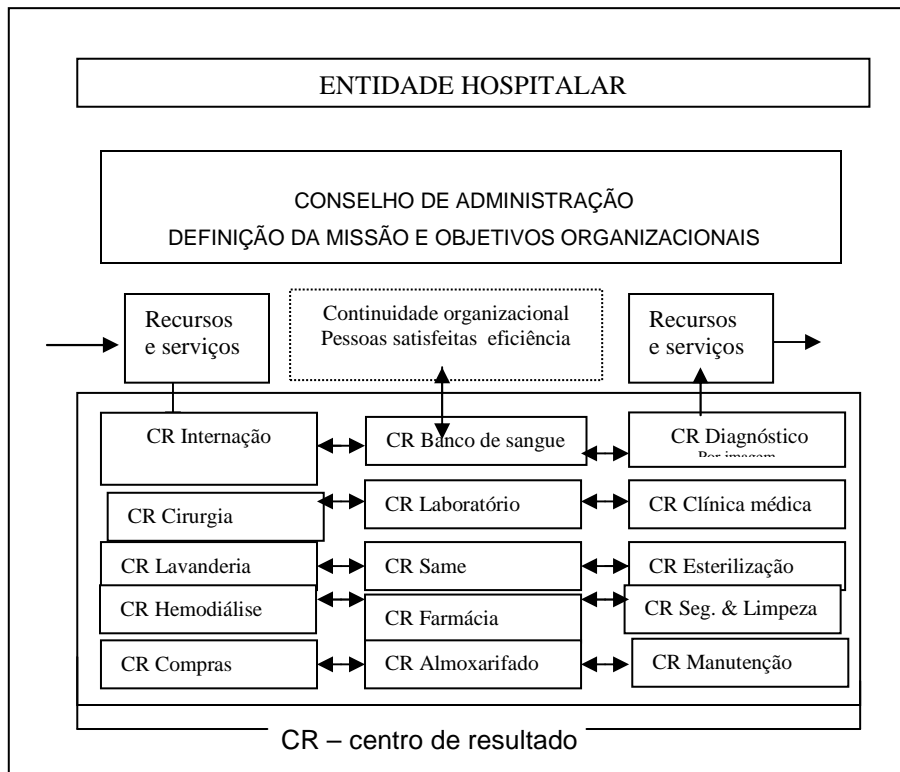 ENTIDADE HOSPITALAR
CONSELHO DE ADMINISTRAÇÃO
DEFINIÇÃO DA MISSÃO E OBJETIVOS ORGANIZACIONAIS
Recursos
e serviços
Continuidade organizacional
Pessoas satisfeitas eficiência
Recursos
e serviços
CR Internação
CR Banco de sangue
CR Diagnóstico
Por imagem
CR Cirurgia
CR Laboratório
CR Clínica médica
CR Lavanderia
CR Same
CR Esterilização
CR Hemodiálise
CR Farmácia
CR Seg. & Limpeza
CR Compras
CR Almoxarifado
CR Manutenção
CR – centro de resultado